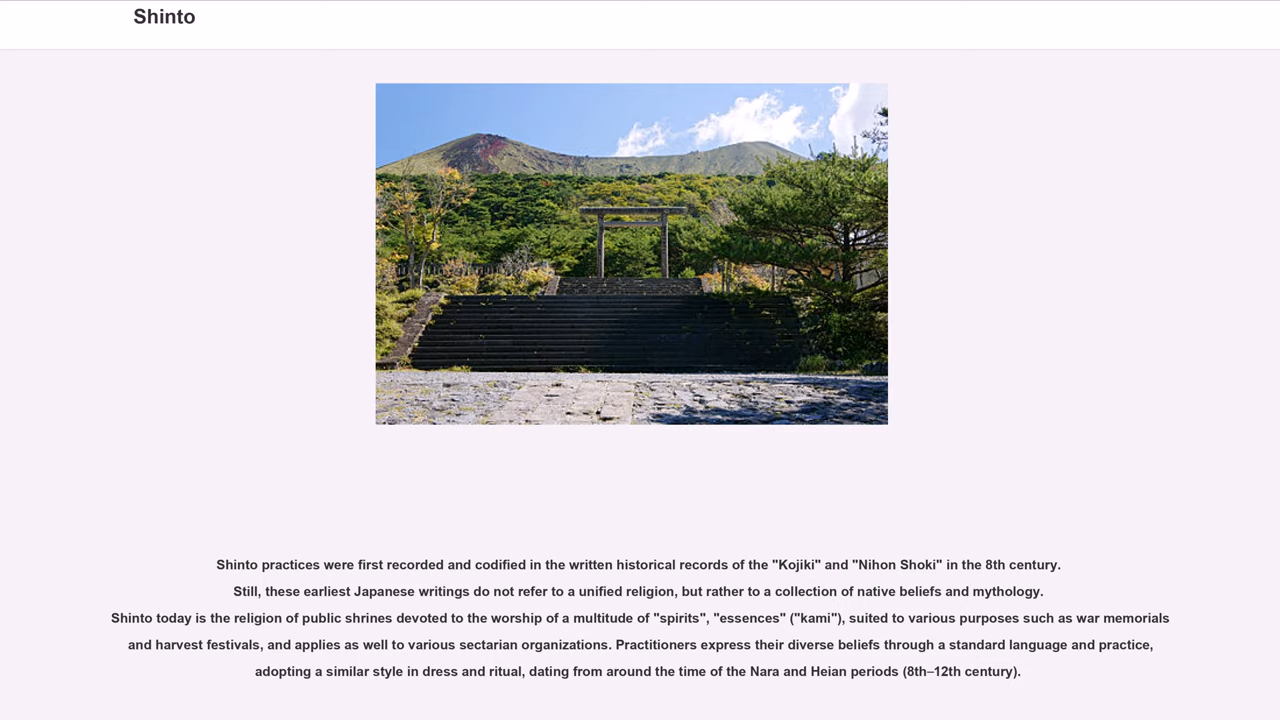 Shinto
Shinto practices were first recorded and codified in the written historical records of the "Kojiki" and "Nihon Shoki" in the 8th century.
Still, these earliest Japanese writings do not refer to a unified religion, but rather to a collection of native beliefs and mythology.
Shinto today is the religion of public shrines devoted to the worship of a multitude of "spirits", "essences" ("kami"), suited to various purposes such as war memorials
and harvest festivals, and applies as well to various sectarian organizations. Practitioners express their diverse beliefs through a standard language and practice,
adopting a similar style in dress and ritual, dating from around the time of the Nara and Heian periods (8th–12th century).